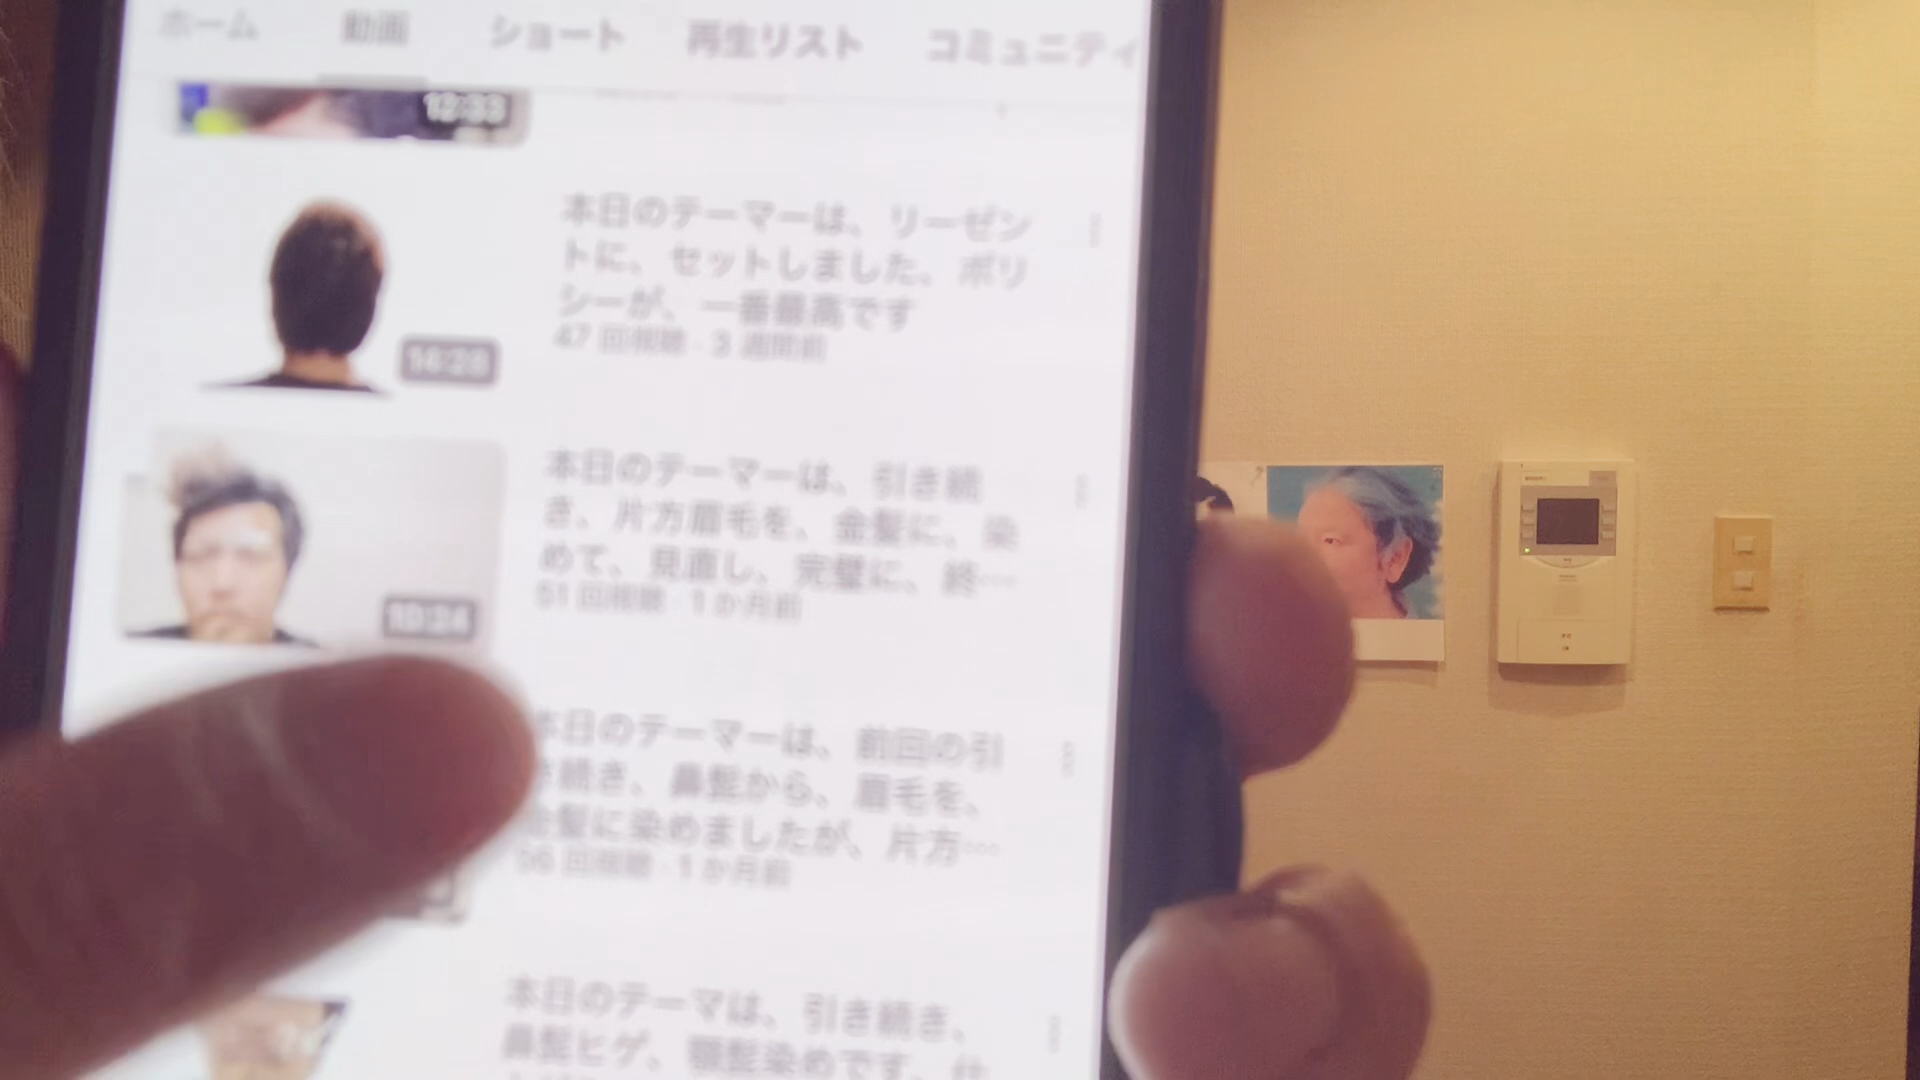 ホーム 動画 ショート 再生リスト コミュニティ
12:33
本日のテーマーは、リーゼン
トに、セットしました、ポリ
シーが、一番最高です
47 回視聴・3 週間前
本日のテーマーは、引き続
き、片方眉毛を、金髪に、染
めて、見直し、完璧に、終…
51 回視聴・1 か月前
本日のテーマーは、前回の引
き続き、鼻髭から、眉毛を、
金髪に染めましたが、片方…
56 回視聴・1 か月前
本日のテーマは、引き続き、
鼻髭ヒゲ、顎髭染めです、仕